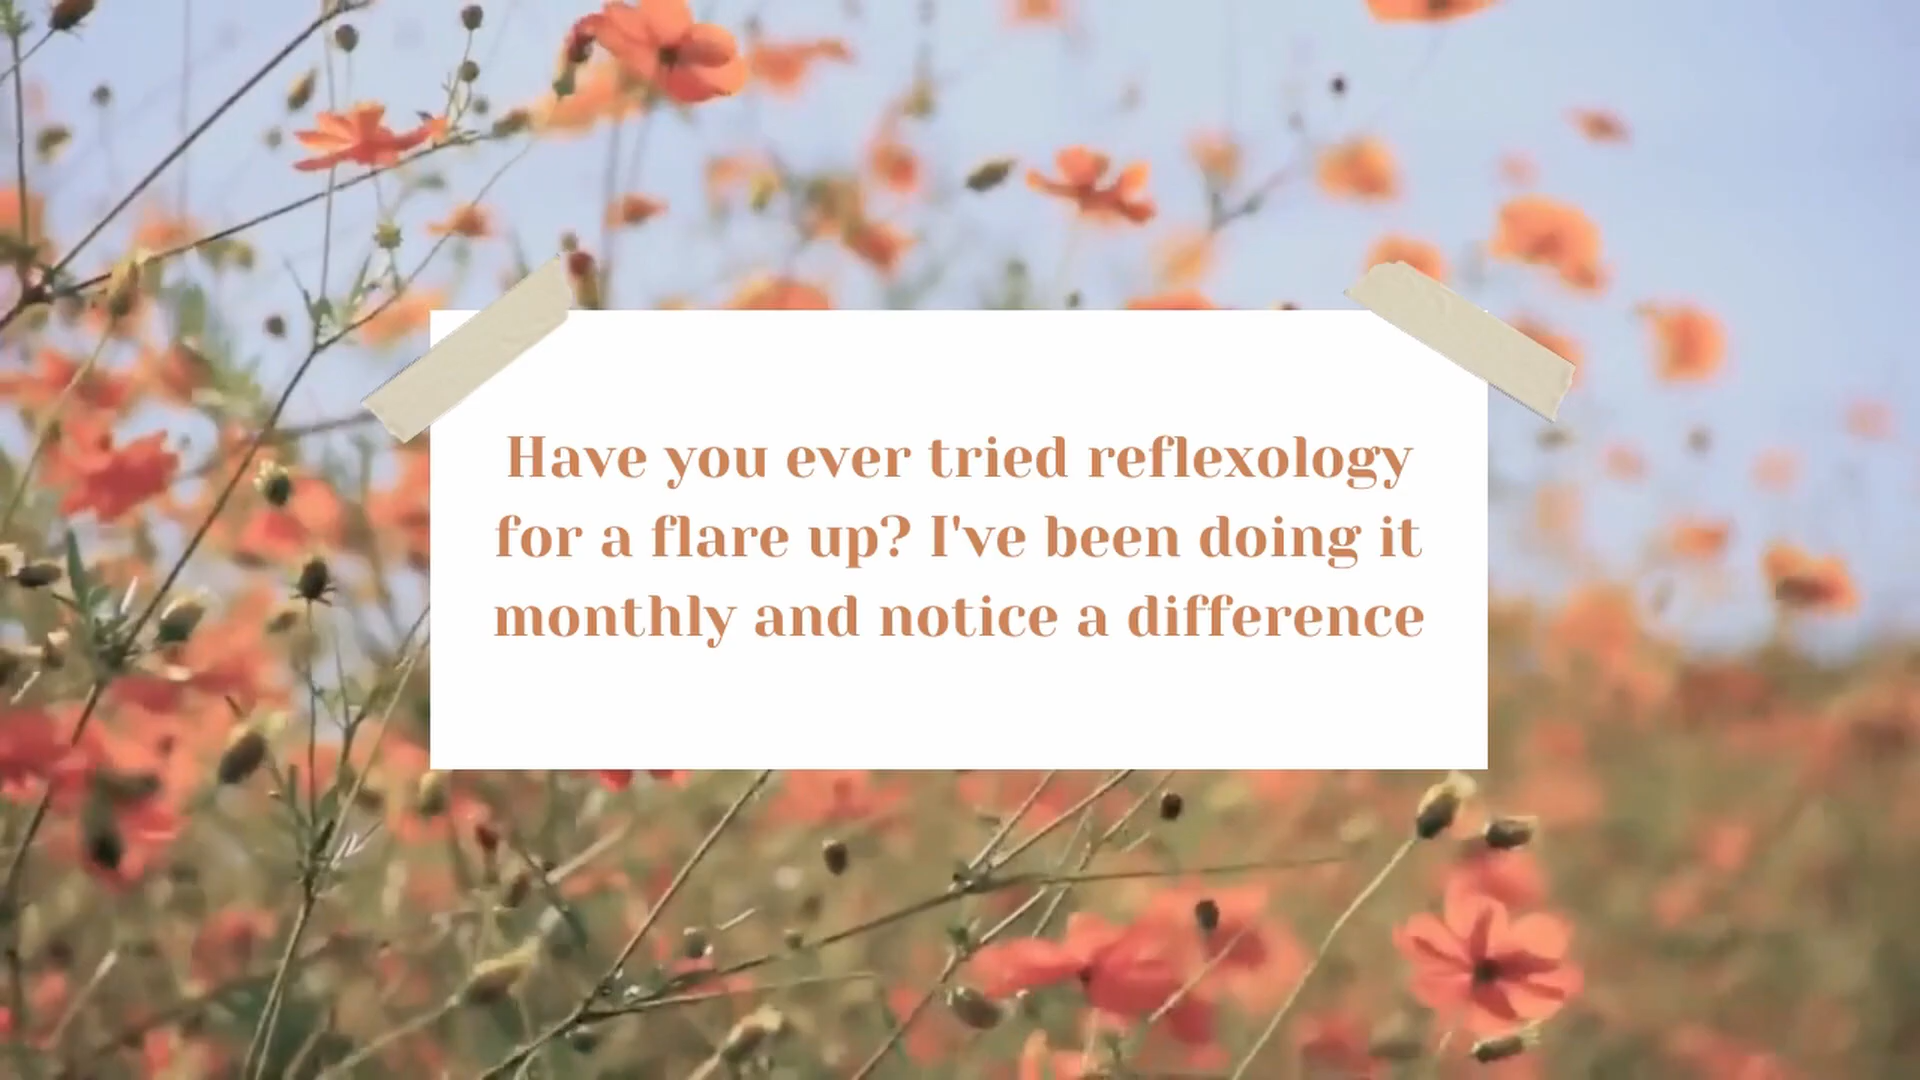 Have you ever tried reflexology
for a flare up? I've been doing it
monthly and notice a difference